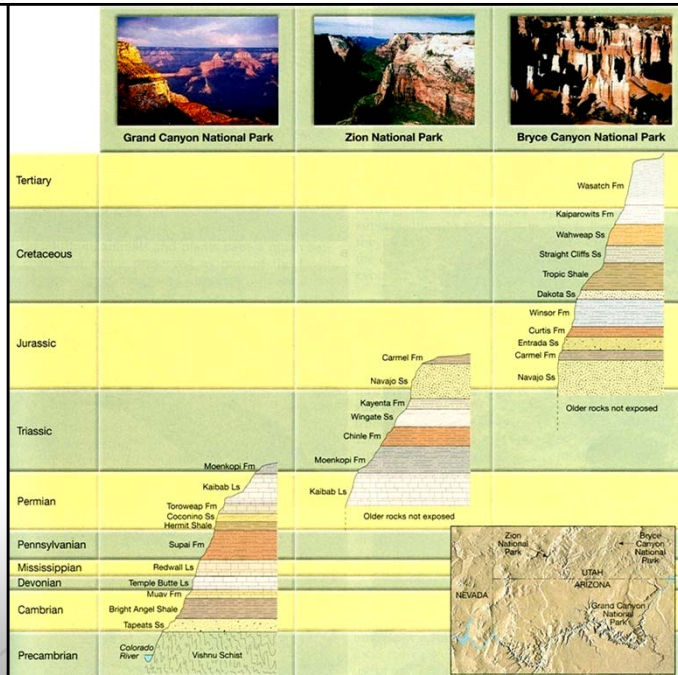 Grand Canyon National Park
Zion National Park
Bryce Canyon National Park
Tertiary
Wasatch Fm
Kaiparowits Fm
Wahweap Ss
Cretaceous
Straight Cliffs Ss
Tropic Shale
Dakota Ss
Winsor Fm
Curtis Fm
Jurassic
Entrada Ss
Carmel Fm
Carmel Fm
Navajo Ss
Navajo Ss
Kayenta Fm
Older rocks not exposed
Wingate Ss
Triassic
Chinle Fm
Moenkopi Fm
Moenkopi Fm
Kaibab Ls
Kaibab Ls
Permian
Toroweap Fm
Older rocks not exposed
Coconino Ss
Hermit Shale
Pennsylvanian
Supai Fm
Mississippian
Redwall Ls
Devonian
Temple Butte Ls
Muav Fm
Cambrian
Bright Angel Shale
Tapeats Ss
Precambrian
Colorado
River
Vishnu Schist
Zion
National
Park
Bryce
Canyon
National
Park
UTAH
ARIZONA
NEVADA
Grand Canyon
National
Park